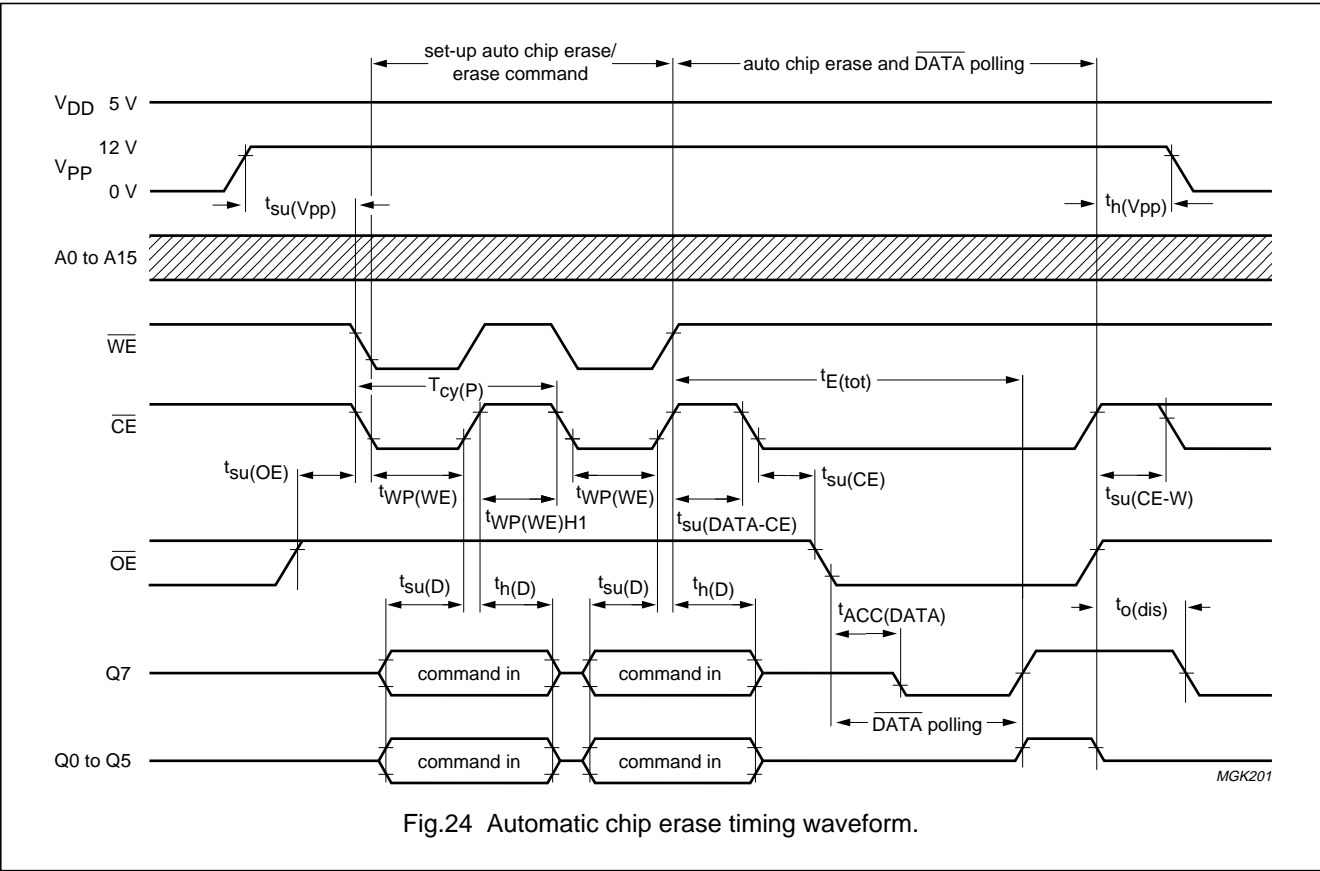 set-up auto chip erase/
erase command
auto chip erase and DATA polling
VDD 5 V
12 V
VPP
0 V
tsu(Vpp)
th(Vpp)
A0 to A15
WE
Tcy(P)
tE(tot)
CE
tsu(OE)
tWP(WE)
tWP(WE)H1
tWP(WE)
tsu(DATA-CE)
tsu(CE)
tsu(CE-W)
OE
tsu(D)
th(D)
tsu(D)
th(D)
tACC(DATA)
to(dis)
Q7
command in
command in
DATA polling
Q0 to Q5
command in
command in
MGK201
Fig.24 Automatic chip erase timing waveform.